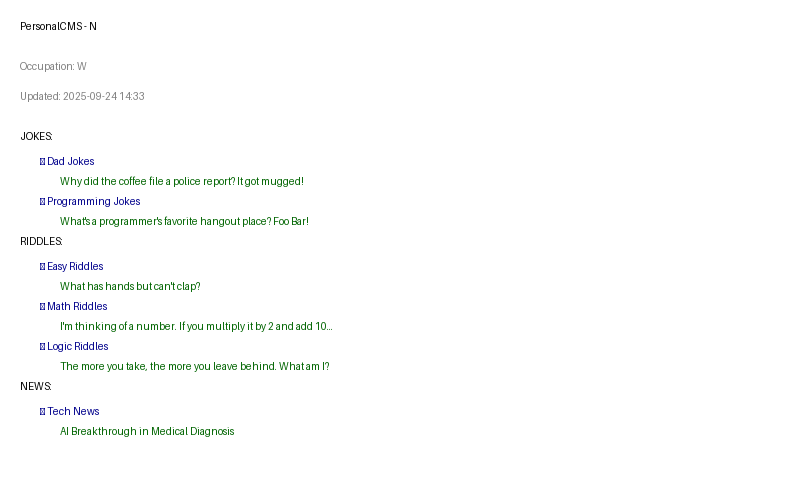 PersonalCMS - N
Occupation: W
Updated: 2025-09-24 14:33
JOKES:
Dad Jokes
Why did the coffee file a police report? It got mugged!
Programming Jokes
What's a programmer's favorite hangout place? Foo Bar!
RIDDLES:
Easy Riddles
What has hands but can't clap?
Math Riddles
I'm thinking of a number. If you multiply it by 2 and add 10...
Logic Riddles
The more you take, the more you leave behind. What am I?
NEWS:
Tech News
AI Breakthrough in Medical Diagnosis